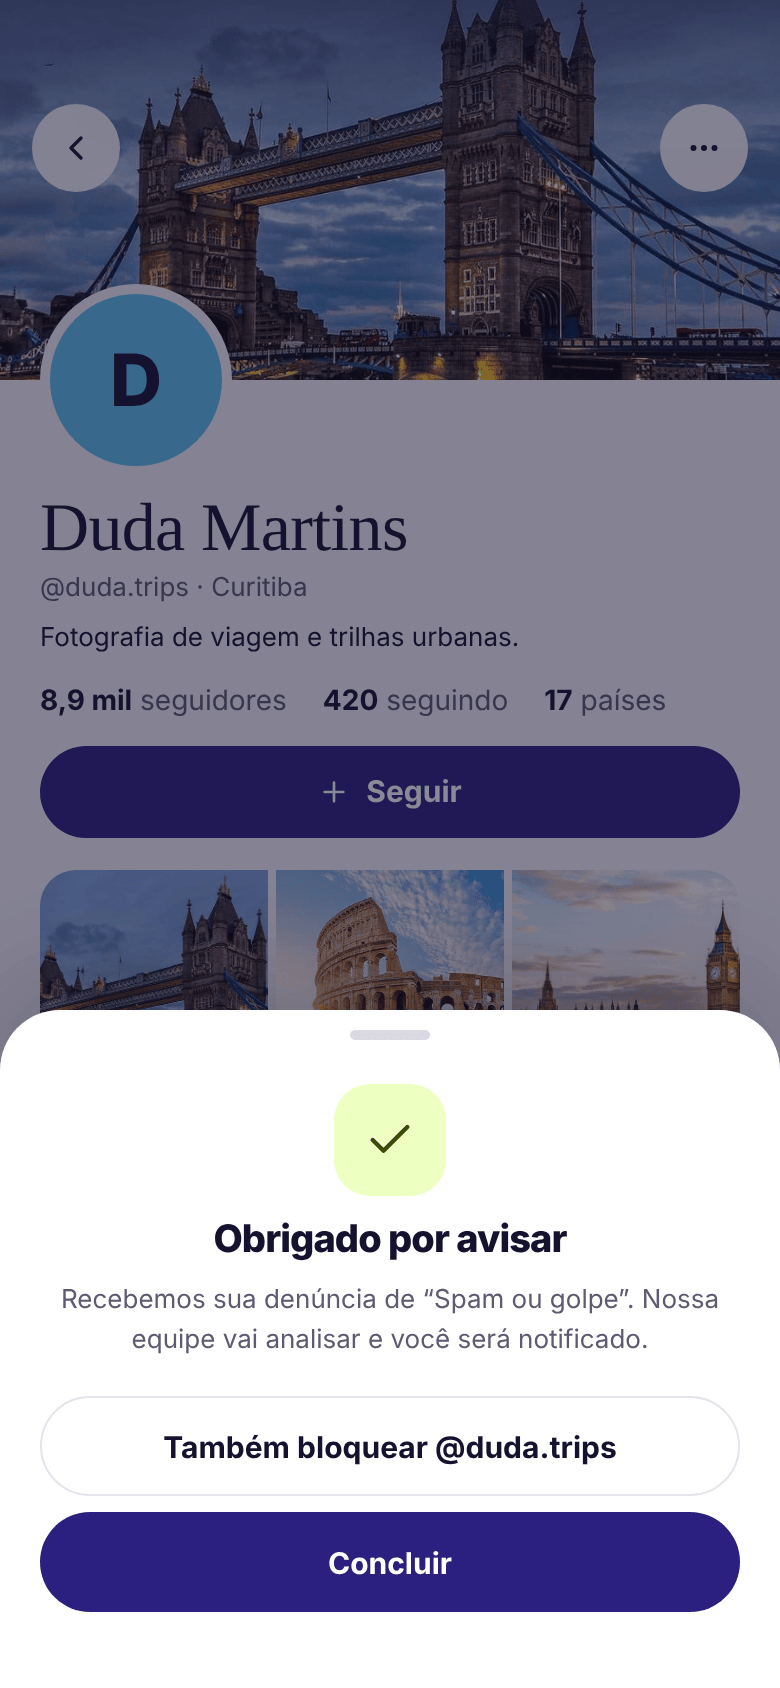 D
Duda Martins
@duda.trips · Curitiba
Fotografia de viagem e trilhas urbanas.
8,9 mil seguidores 420 seguindo 17 países
+ Seguir
Obrigado por avisar
Recebemos sua denúncia de “Spam ou golpe”. Nossa
equipe vai analisar e você será notificado.
Também bloquear @duda.trips
Concluir